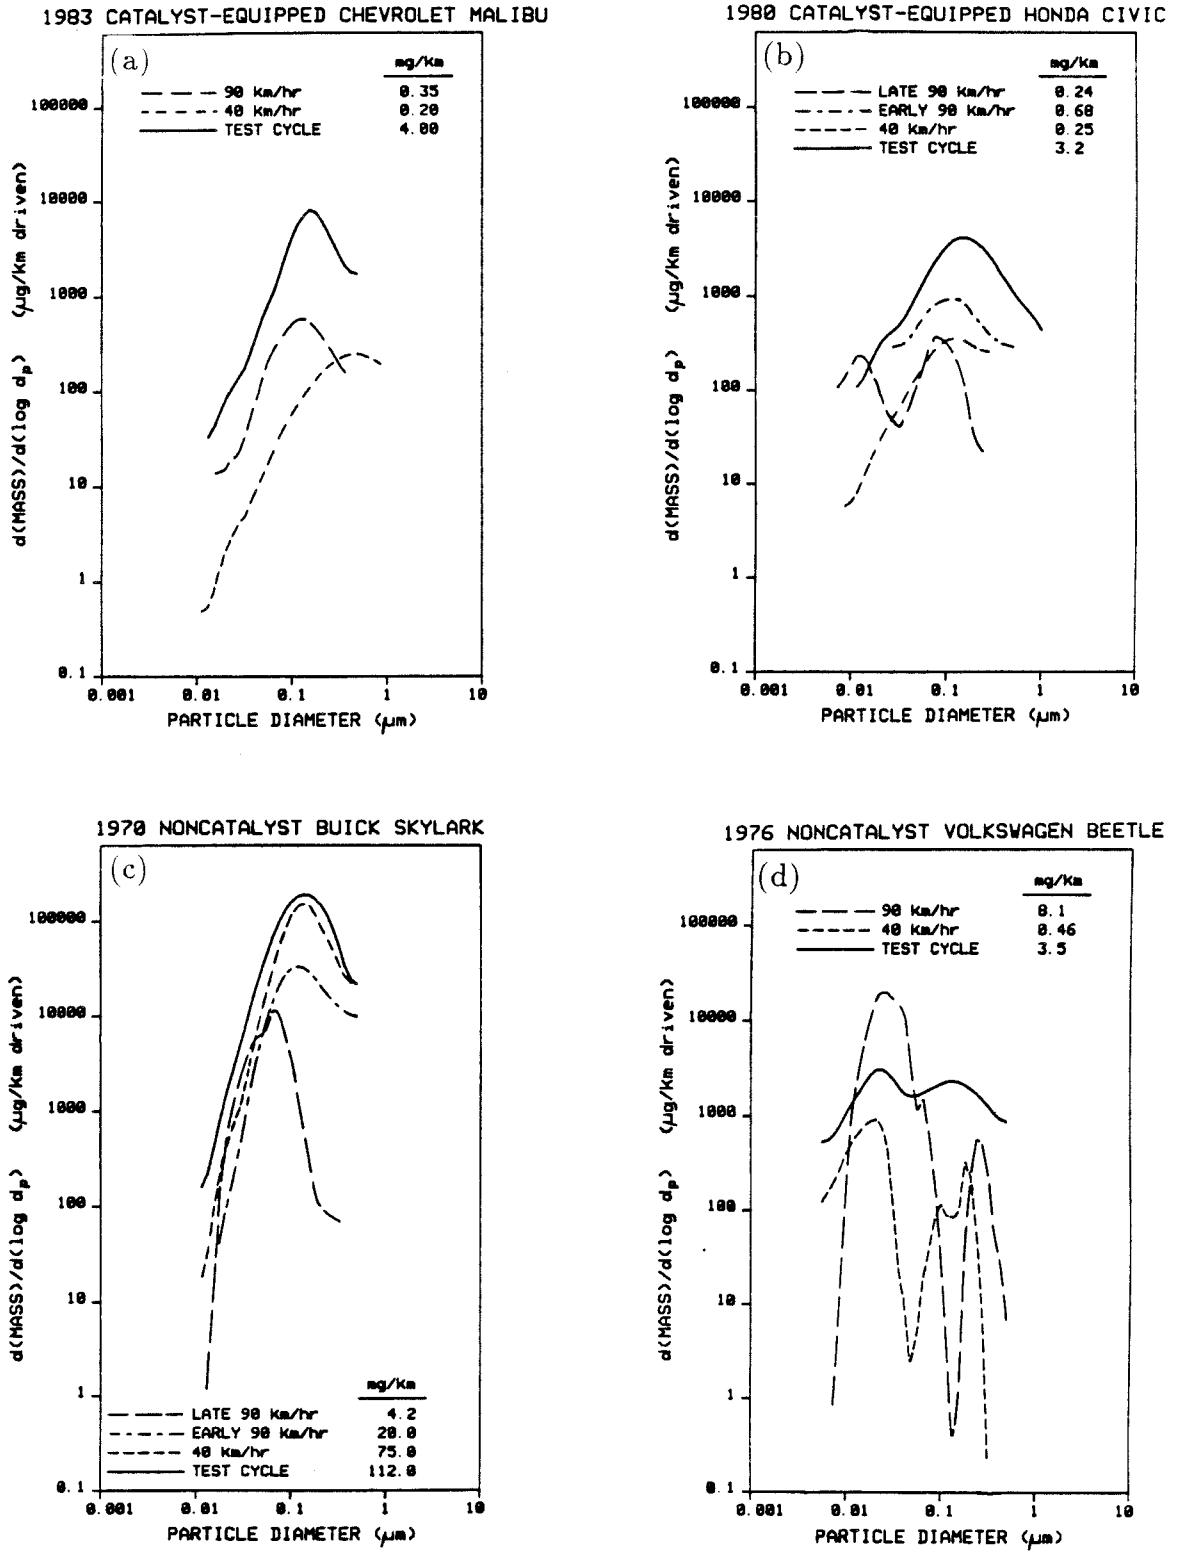 1983 CATALYST-EQUIPPED CHEVROLET MALIBU
(a)
mg/Km
90 Km/hr 0.35
40 Km/hr 0.20
TEST CYCLE 4.00
100000
10000
1000
100
10
1
0.1
0.001 0.01 0.1 1 10
PARTICLE DIAMETER (μm)
d(MASS)/d(log dp) (μg/Km driven)
1980 CATALYST-EQUIPPED HONDA CIVIC
(b)
mg/Km
LATE 90 Km/hr 0.24
EARLY 90 Km/hr 0.68
40 Km/hr 0.25
TEST CYCLE 3.2
100000
10000
1000
100
10
1
0.1
0.001 0.01 0.1 1 10
PARTICLE DIAMETER (μm)
d(MASS)/d(log dp) (μg/Km driven)
1970 NONCATALYST BUICK SKYLARK
(c)
100000
10000
1000
100
10
1
0.1
mg/Km
LATE 90 Km/hr 4.2
EARLY 90 Km/hr 20.0
40 Km/hr 75.0
TEST CYCLE 112.0
0.001 0.01 0.1 1 10
PARTICLE DIAMETER (μm)
d(MASS)/d(log dp) (μg/Km driven)
1976 NONCATALYST VOLKSWAGEN BEETLE
(d)
mg/Km
90 Km/hr 8.1
40 Km/hr 0.46
TEST CYCLE 3.5
100000
10000
1000
100
10
1
0.1
0.001 0.01 0.1 1 10
PARTICLE DIAMETER (μm)
d(MASS)/d(log dp) (μg/Km driven)